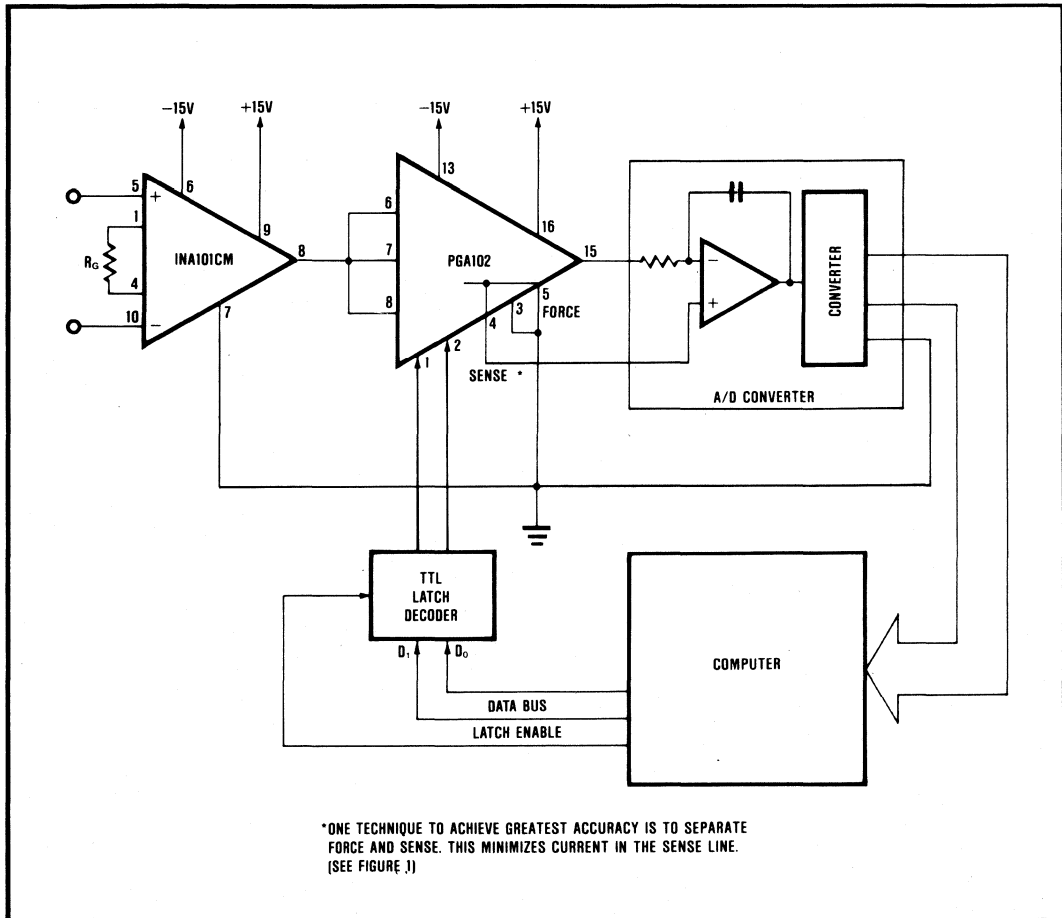 −15V
+15V
−15V
+15V
5
+
6
1
9
RG
INA101CM
8
4
10
−
7
13
6
7
8
16
PGA102
15
5
3
FORCE
4
2
1
SENSE *
−
+
CONVERTER
A/D CONVERTER
TTL
LATCH
DECODER
D₁
D₀
DATA BUS
LATCH ENABLE
COMPUTER
*ONE TECHNIQUE TO ACHIEVE GREATEST ACCURACY IS TO SEPARATE
FORCE AND SENSE. THIS MINIMIZES CURRENT IN THE SENSE LINE.
(SEE FIGURE 1)